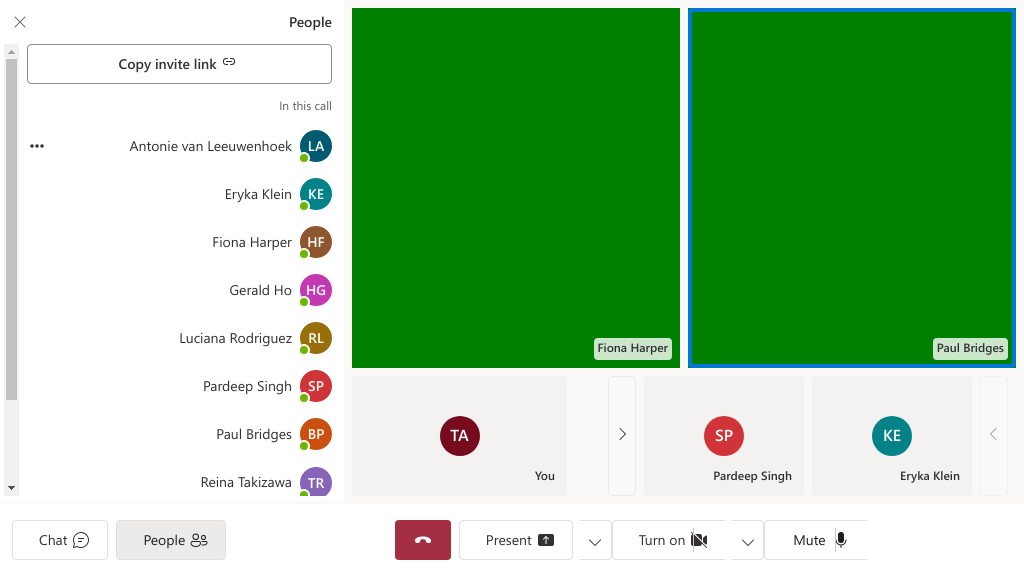 People
Copy invite link
In this call
Antonie van Leeuwenhoek LA
Eryka Klein KE
Fiona Harper HF
Gerald Ho HG
Luciana Rodriguez RL
Pardeep Singh SP
Paul Bridges BP
Reina Takizawa TR
Fiona Harper
Paul Bridges
TA
You
SP
Pardeep Singh
KE
Eryka Klein
Chat
People
Present
Turn on
Mute